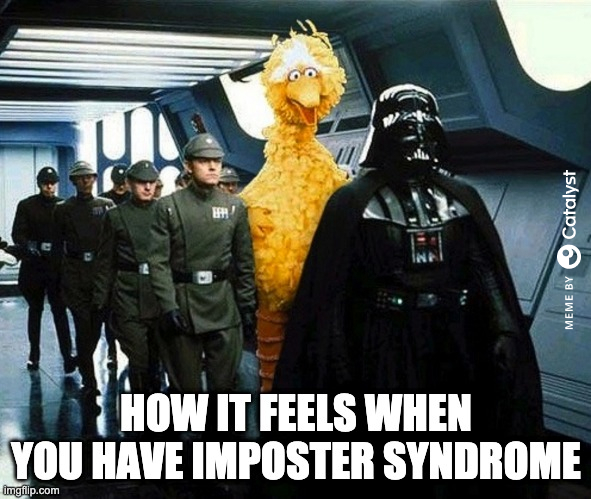 MEME BY Catalyst
HOW IT FEELS WHEN
YOU HAVE IMPOSTER SYNDROME
imgflip.com